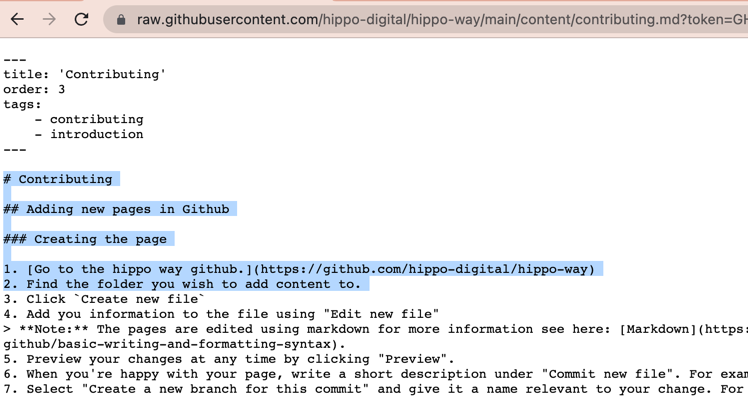 raw.githubusercontent.com/hippo-digital/hippo-way/main/content/contributing.md?token=GH
---
title: 'Contributing'
order: 3
tags:
    - contributing
    - introduction
---
# Contributing
## Adding new pages in Github
### Creating the page
1. [Go to the hippo way github.](https://github.com/hippo-digital/hippo-way)
2. Find the folder you wish to add content to.
3. Click `Create new file`
4. Add you information to the file using "Edit new file"
> **Note:** The pages are edited using markdown for more information see here: [Markdown](https:
github/basic-writing-and-formatting-syntax).
5. Preview your changes at any time by clicking "Preview".
6. When you're happy with your page, write a short description under "Commit new file". For exam
7. Select "Create a new branch for this commit" and give it a name relevant to your change. For